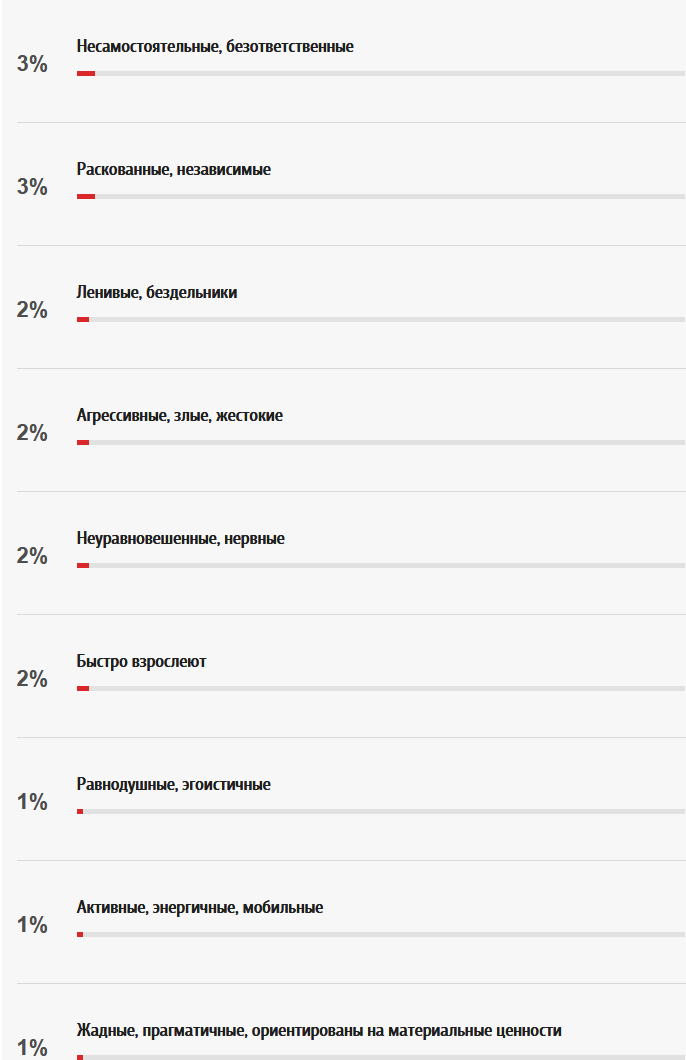 Несамостоятельные, безответственные
3%
Раскованные, независимые
3%
Ленивые, бездельники
2%
Агрессивные, злые, жестокие
2%
Неуравновешенные, нервные
2%
Быстро взрослеют
2%
Равнодушные, эгоистичные
1%
Активные, энергичные, мобильные
1%
Жадные, прагматичные, ориентированы на материальные ценности
1%